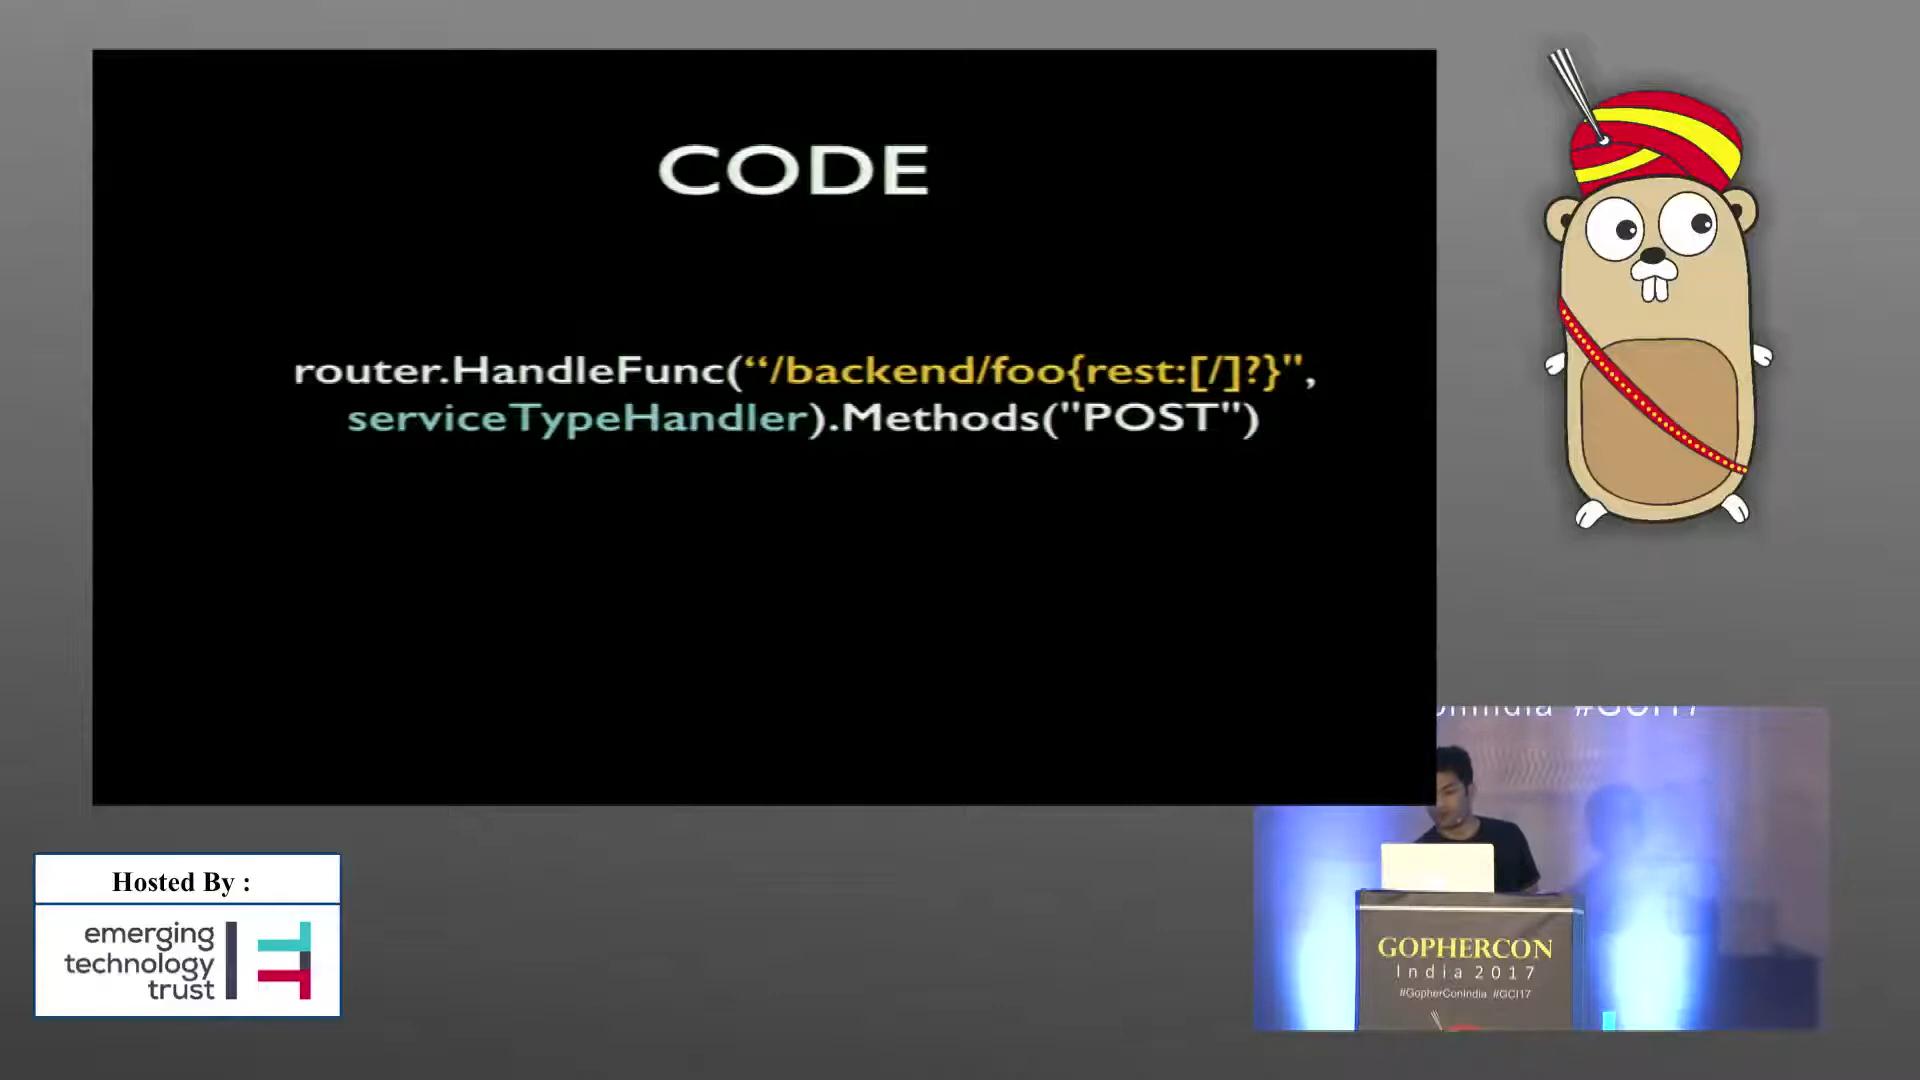 CODE
router.HandleFunc(“/backend/foo{rest:[/]?}",
serviceTypeHandler).Methods("POST")
#GCI17
GOPHERCON
India 2017
#GopherConIndia #GCI17
Hosted By :
emerging
technology
trust